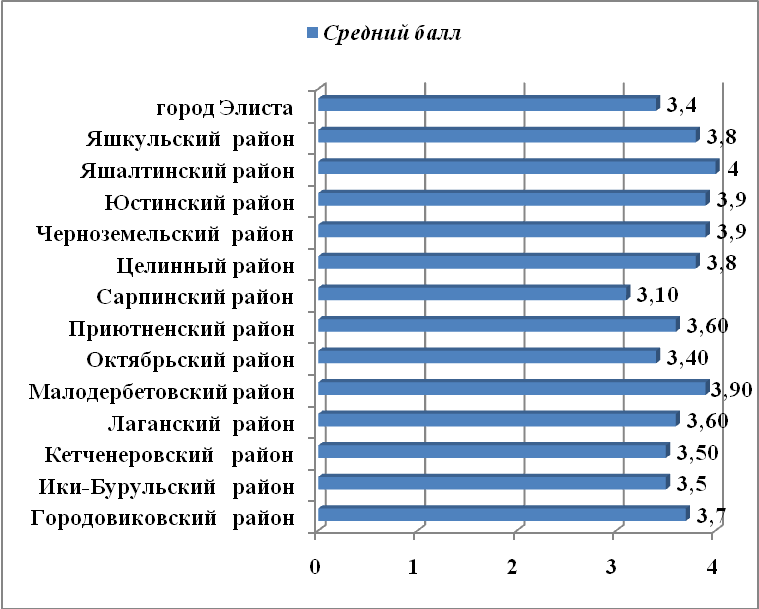 Средний балл
город Элиста 3,4
Яшкульский район 3,8
Яшалтинский район 4
Юстинский район 3,9
Черноземельский район 3,9
Целинный район 3,8
Сарпинский район 3,10
Приютненский район 3,60
Октябрьский район 3,40
Малодербетовский район 3,90
Лаганский район 3,60
Кетченеровский район 3,50
Ики-Бурульский район 3,5
Городовиковский район 3,7
0 1 2 3 4